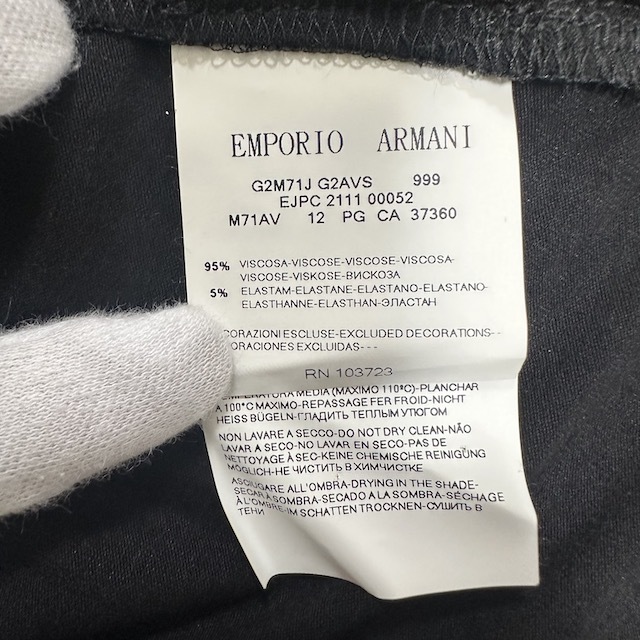 EMPORIO ARMANI
G2M71J G2AVS 999
EJPC 2111 00052
M71AV 12 PG CA 37360
95% VISCOSA-VISCOSE-VISCOSE-VISCOSA-
VISCOSE-VISKOSE-ВИСКОЗА
5% ELASTAM-ELASTANE-ELASTANO-ELASTANO-
ELASTHANNE-ELASTHAN-ЭЛАСТАН
CORAZIONI ESCLUSE-EXCLUDED DECORATIONS--
ORACIONES EXCLUIDAS---
RN 103723
MEDIA (MAXIMO 110ºC)-PLANCHAR
A 100°C MAXIMO-REPASSAGE FER FROID-NICHT
HEISS BÜGELN-ГЛАДИТЬ ТЕПЛЫМ УТЮГОМ
NON LAVARE A SECCO-DO NOT DRY CLEAN-NÃO
LAVAR A SECO-NO LAVAR EN SECO-PAS DE
NETTOYAGE À SEC-KEINE CHEMISCHE REINIGUNG
MÖGLICH-НЕ ЧИСТИТЬ В ХИМЧИСТКЕ
ASCIUGARE ALL'OMBRA-DRYING IN THE SHADE-
SECAR À SOMBRA-SECADO A LA SOMBRA-SÉCHAGE
À L'OMBRE-IM SCHATTEN TROCKNEN-СУШИТЬ В
ТЕНИ